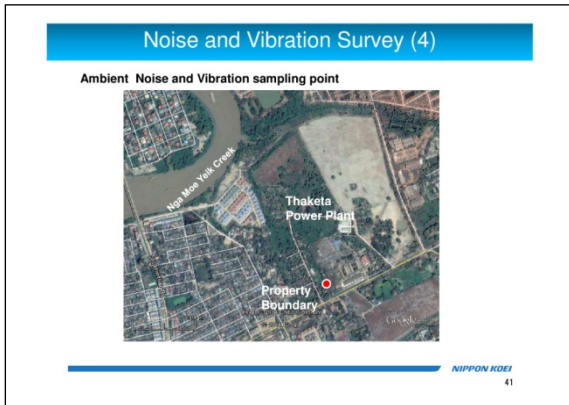 Noise and Vibration Survey (4)
Ambient Noise and Vibration sampling point
Nga Moe Yeik Creek
Thaketa
Power Plant
Property
Boundary
Google
NIPPON KOEI
41